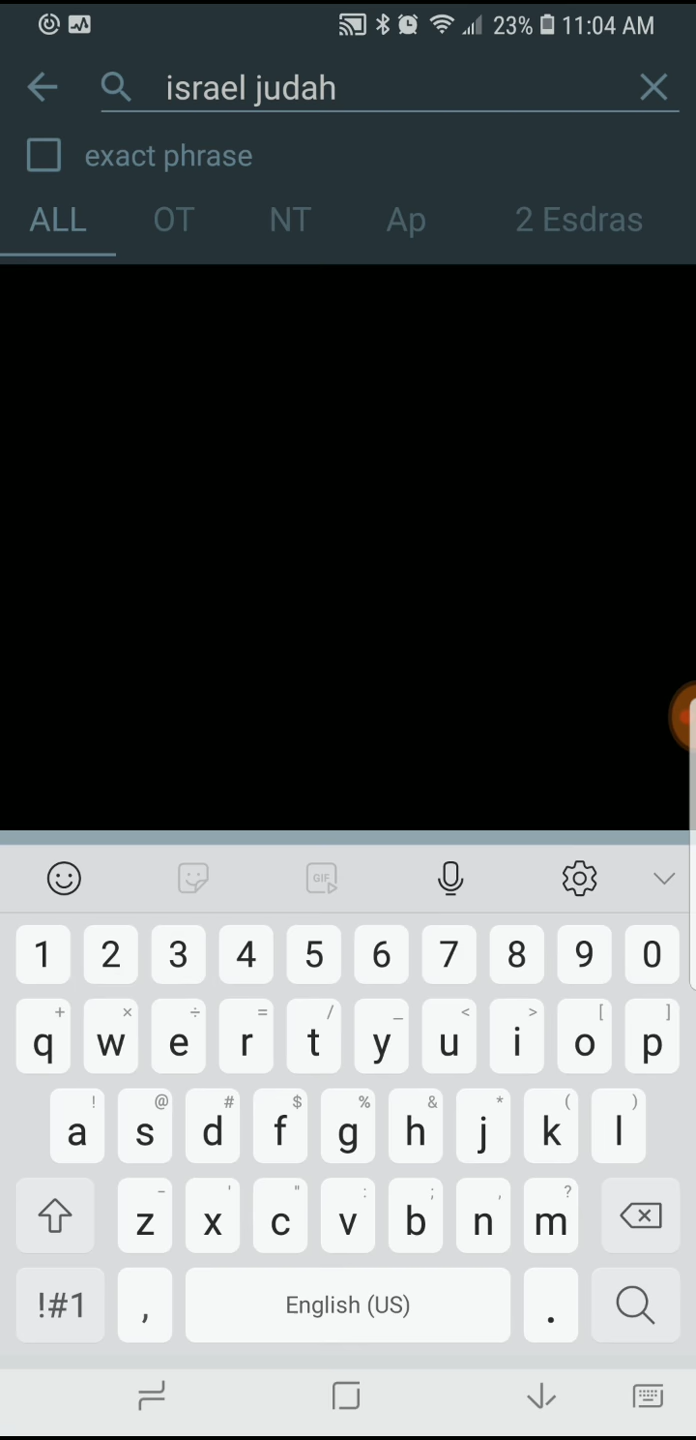 23% 11:04 AM
israel judah
exact phrase
ALL OT NT Ap 2 Esdras
GIF
1 2 3 4 5 6 7 8 9 0
+ × ÷ = / _ < > [ ]
q w e r t y u i o p
! @ # $ % & * ( )
a s d f g h j k l
- ' " : ; , ?
z x c v b n m
!#1 , English (US) .